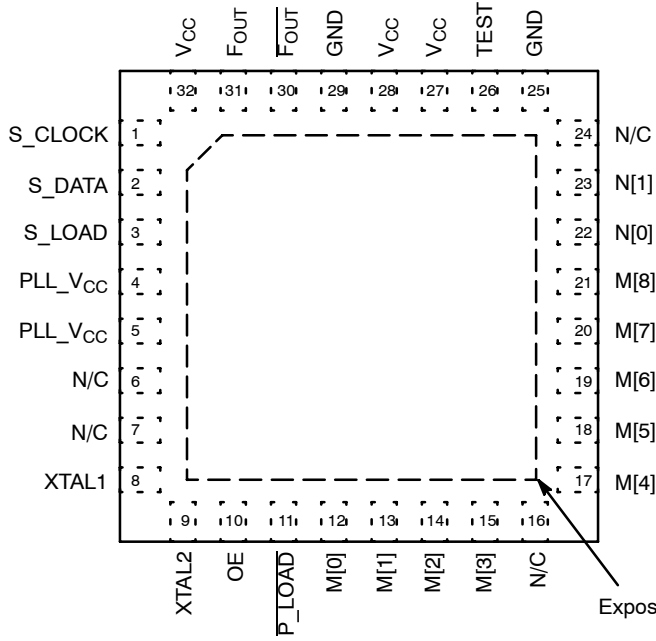 VCC FOUT FOUT GND VCC VCC TEST GND
32 31 30 29 28 27 26 25
S_CLOCK 1 24 N/C
S_DATA 2 23 N[1]
S_LOAD 3 22 N[0]
PLL_VCC 4 21 M[8]
PLL_VCC 5 20 M[7]
N/C 6 19 M[6]
N/C 7 18 M[5]
XTAL1 8 17 M[4]
9 10 11 12 13 14 15 16
XTAL2 OE P_LOAD M[0] M[1] M[2] M[3] N/C
Expos